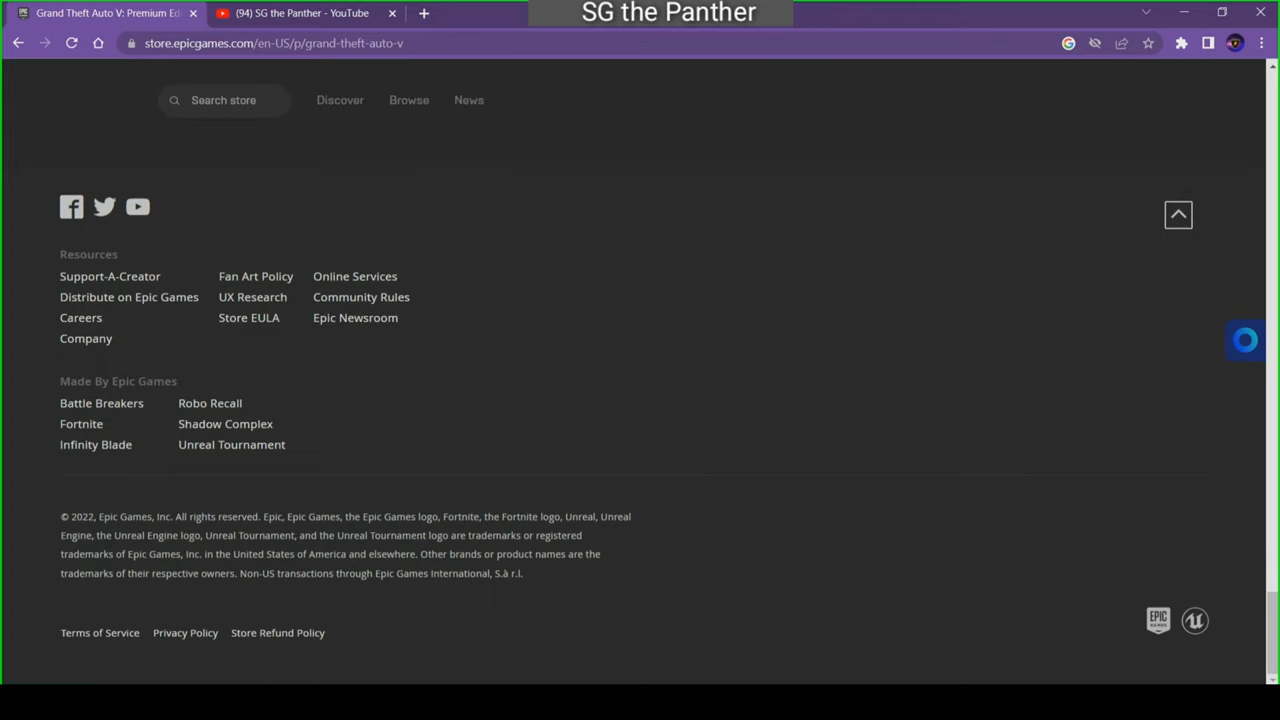 SG the Panther
Grand Theft Auto V: Premium Ed
(94) SG the Panther - YouTube
store.epicgames.com/en-US/p/grand-theft-auto-v
Search store
Discover
Browse
News
Resources
Support-A-Creator
Fan Art Policy
Online Services
Distribute on Epic Games
UX Research
Community Rules
Careers
Store EULA
Epic Newsroom
Company
Made By Epic Games
Battle Breakers
Robo Recall
Fortnite
Shadow Complex
Infinity Blade
Unreal Tournament
© 2022, Epic Games, Inc. All rights reserved. Epic, Epic Games, the Epic Games logo, Fortnite, the Fortnite logo, Unreal, Unreal
Engine, the Unreal Engine logo, Unreal Tournament, and the Unreal Tournament logo are trademarks or registered
trademarks of Epic Games, Inc. in the United States of America and elsewhere. Other brands or product names are the
trademarks of their respective owners. Non-US transactions through Epic Games International, S.à r.l.
Terms of Service
Privacy Policy
Store Refund Policy
EPIC
GAMES